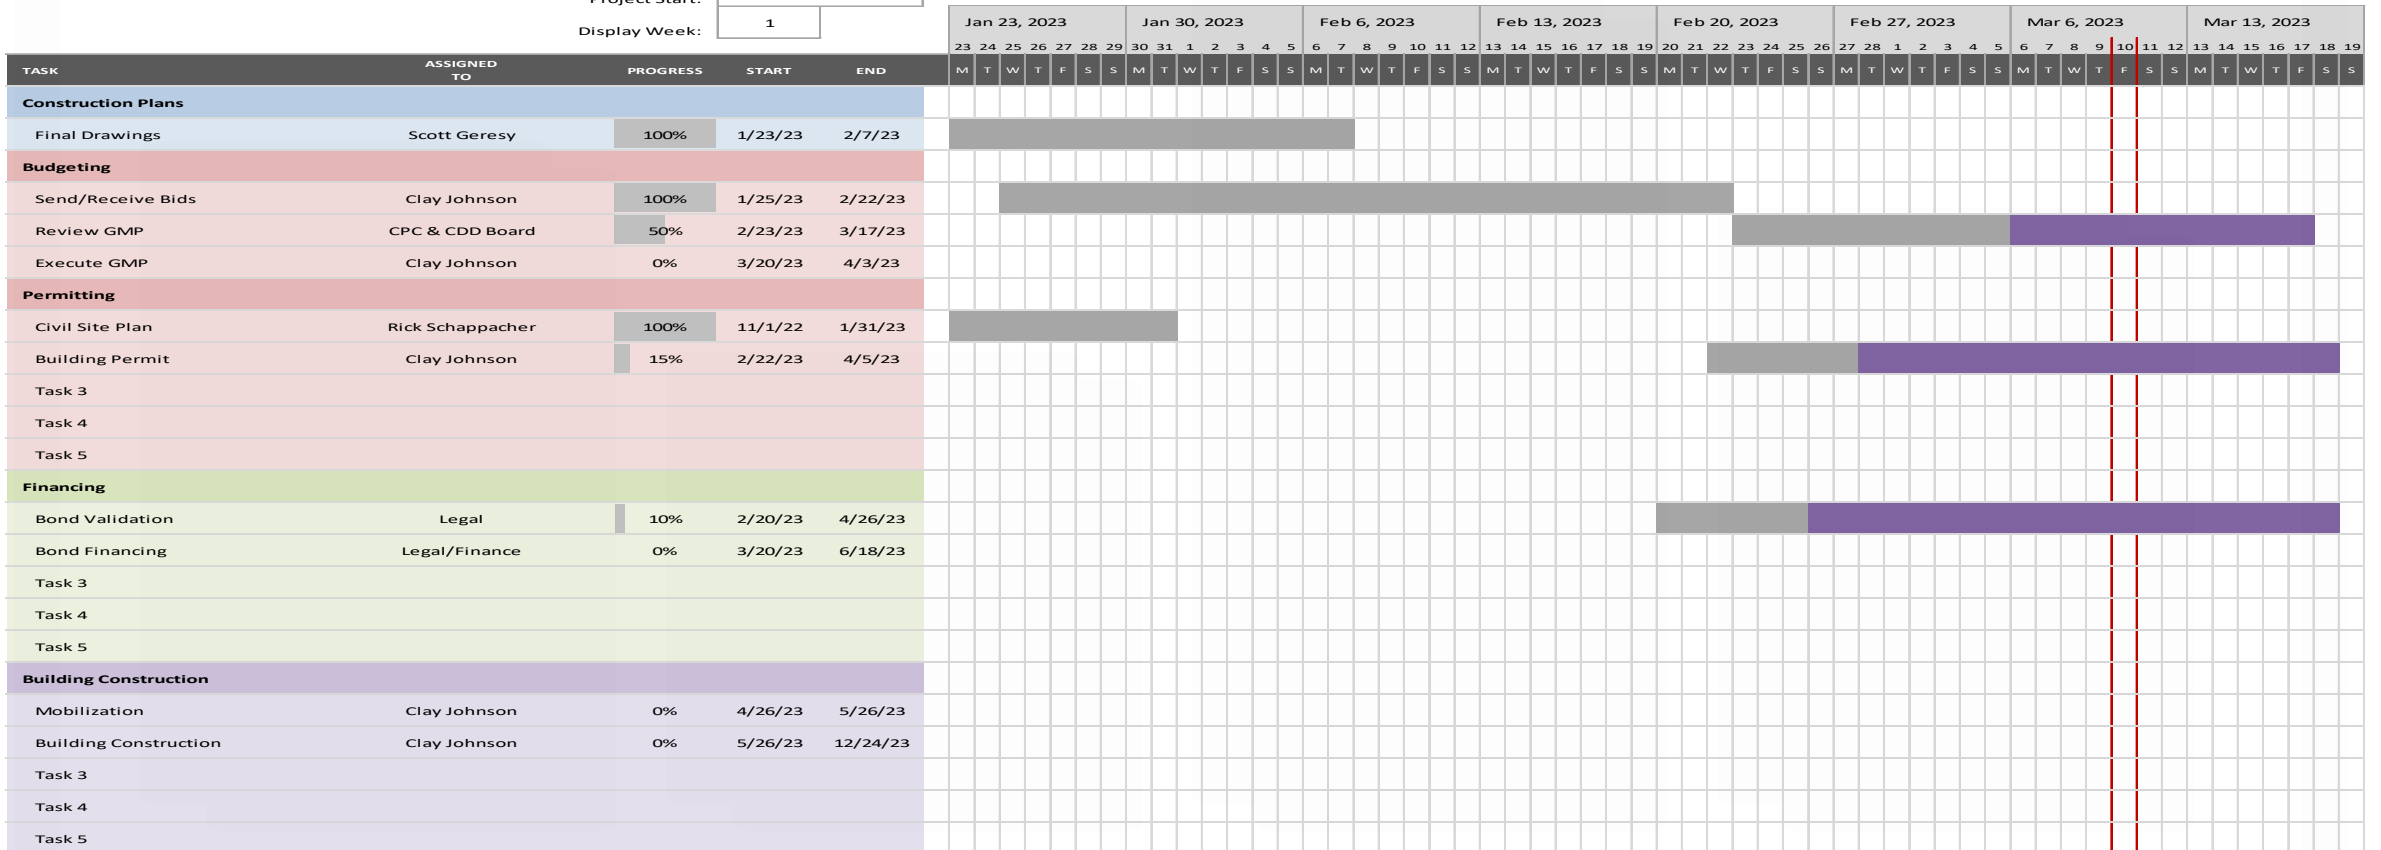 Project Start:
Display Week: 1
Jan 23, 2023 Jan 30, 2023 Feb 6, 2023 Feb 13, 2023 Feb 20, 2023 Feb 27, 2023 Mar 6, 2023 Mar 13, 2023
23 24 25 26 27 28 29 30 31 1 2 3 4 5 6 7 8 9 10 11 12 13 14 15 16 17 18 19 20 21 22 23 24 25 26 27 28 1 2 3 4 5 6 7 8 9 10 11 12 13 14 15 16 17 18 19
TASK ASSIGNED TO PROGRESS START END M T W T F S S M T W T F S S M T W T F S S M T W T F S S M T W T F S S M T W T F S S M T W T F S S M T W T F S S
Construction Plans
Final Drawings Scott Geresy 100% 1/23/23 2/7/23
Budgeting
Send/Receive Bids Clay Johnson 100% 1/25/23 2/22/23
Review GMP CPC & CDD Board 50% 2/23/23 3/17/23
Execute GMP Clay Johnson 0% 3/20/23 4/3/23
Permitting
Civil Site Plan Rick Schappacher 100% 11/1/22 1/31/23
Building Permit Clay Johnson 15% 2/22/23 4/5/23
Task 3
Task 4
Task 5
Financing
Bond Validation Legal 10% 2/20/23 4/26/23
Bond Financing Legal/Finance 0% 3/20/23 6/18/23
Task 3
Task 4
Task 5
Building Construction
Mobilization Clay Johnson 0% 4/26/23 5/26/23
Building Construction Clay Johnson 0% 5/26/23 12/24/23
Task 3
Task 4
Task 5